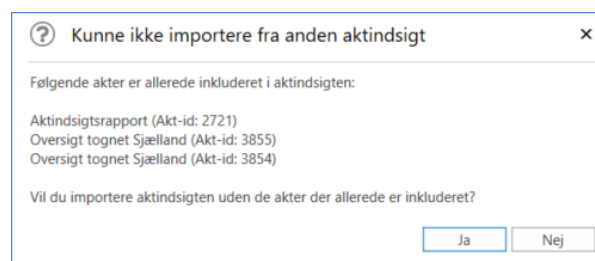 Kunne ikke importere fra anden aktindsigt
Følgende akter er allerede inkluderet i aktindsigten:
Aktindsigtsrapport (Akt-id: 2721)
Oversigt tognet Sjælland (Akt-id: 3855)
Oversigt tognet Sjælland (Akt-id: 3854)
Vil du importere aktindsigten uden de akter der allerede er inkluderet?
Ja
Nej